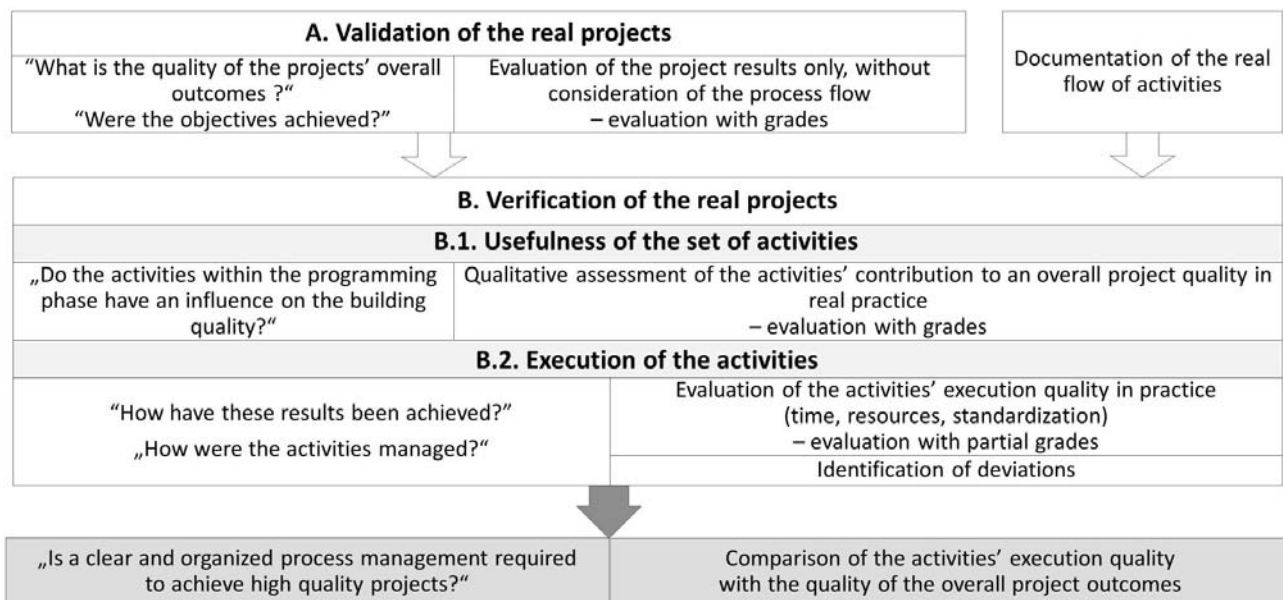 A. Validation of the real projects
“What is the quality of the projects’ overall
outcomes ?“
“Were the objectives achieved?”
Evaluation of the project results only, without
consideration of the process flow
– evaluation with grades
Documentation of the real
flow of activities
B. Verification of the real projects
B.1. Usefulness of the set of activities
„Do the activities within the programming
phase have an influence on the building
quality?“
Qualitative assessment of the activities’ contribution to an overall project quality in
real practice
– evaluation with grades
B.2. Execution of the activities
“How have these results been achieved?”
„How were the activities managed?“
Evaluation of the activities’ execution quality in practice
(time, resources, standardization)
– evaluation with partial grades
Identification of deviations
„Is a clear and organized process management required
to achieve high quality projects?“
Comparison of the activities’ execution quality
with the quality of the overall project outcomes